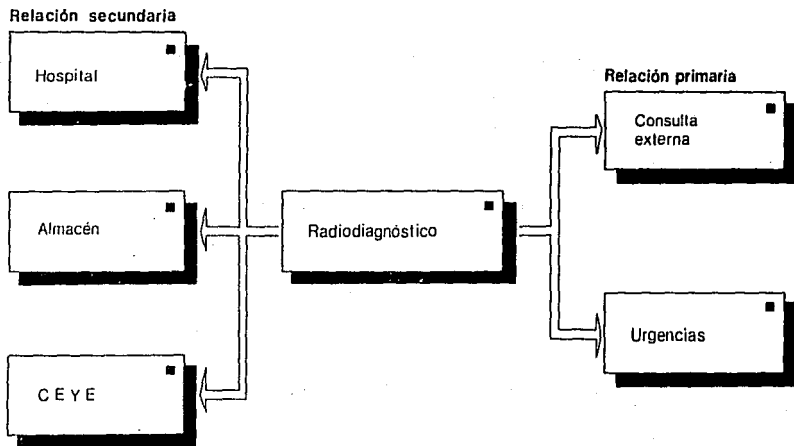 Relación secundaria
Hospital
Almacén
C E Y E
Radiodiagnóstico
Relación primaria
Consulta
externa
Urgencias